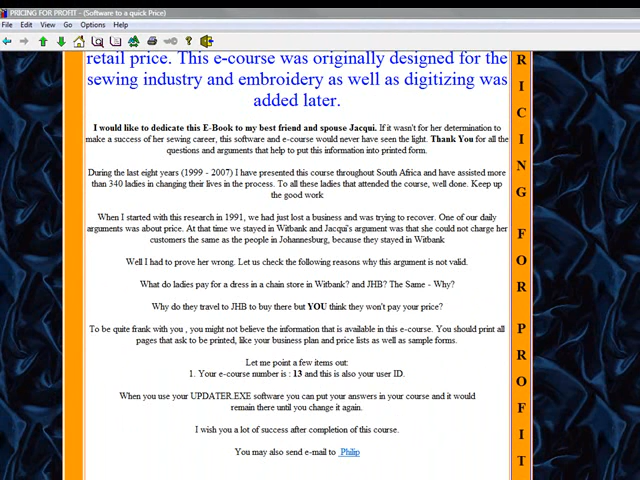 PRICING FOR PROFIT - (Software to a quick Price)
File Edit View Go Options Help
retail price. This e-course was originally designed for the
sewing industry and embroidery as well as digitizing was
added later.
I would like to dedicate this E-Book to my best friend and spouse Jacqui. If it wasn't for her determination to
make a success of her sewing career, this software and e-course would never have seen the light. Thank You for all the
questions and arguments that help to put this information into printed form.
During the last eight years (1999 - 2007) I have presented this course throughout South Africa and have assisted more
than 340 ladies in changing their lives in the process. To all these ladies that attended the course, well done. Keep up
the good work
When I started with this research in 1991, we had just lost a business and was trying to recover. One of our daily
arguments was about price. At that time we stayed in Witbank and Jacqui's argument was that she could not charge her
customers the same as the people in Johannesburg, because they stayed in Witbank
Well I had to prove her wrong. Let us check the following reasons why this argument is not valid.
What do ladies pay for a dress in a chain store in Witbank? and JHB? The Same - Why?
Why do they travel to JHB to buy there but YOU think they won't pay your price?
To be quite frank with you , you might not believe the information that is available in this e-course. You should print all
pages that ask to be printed, like your business plan and price lists as well as sample forms.
Let me point a few items out:
1. Your e-course number is : 13 and this is also your user ID.
When you use your UPDATER.EXE software you can put your answers in your course and it would
remain there until you change it again.
I wish you a lot of success after completion of this course.
You may also send e-mail to Philip
R
I
C
I
N
G
F
O
R
P
R
O
F
I
T